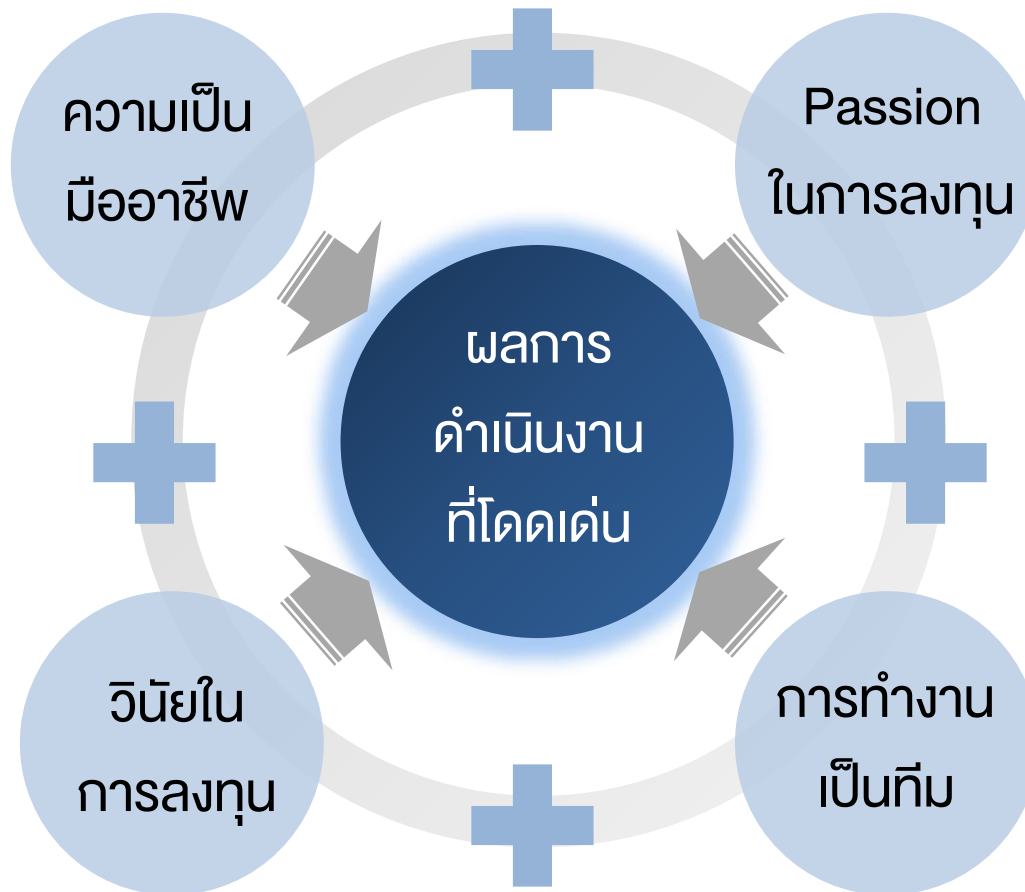 ความเป็น
มืออาชีพ
Passion
ในการลงทุน
ผลการ
ดำเนินงาน
ที่โดดเด่น
วินัยใน
การลงทุน
การทำงาน
เป็นทีม